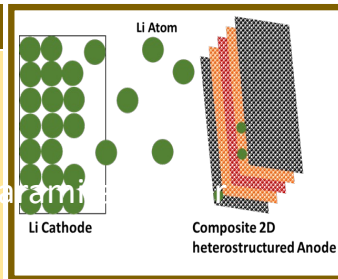 Li Atom
Li Cathode
Composite 2D
heterostructured Anode